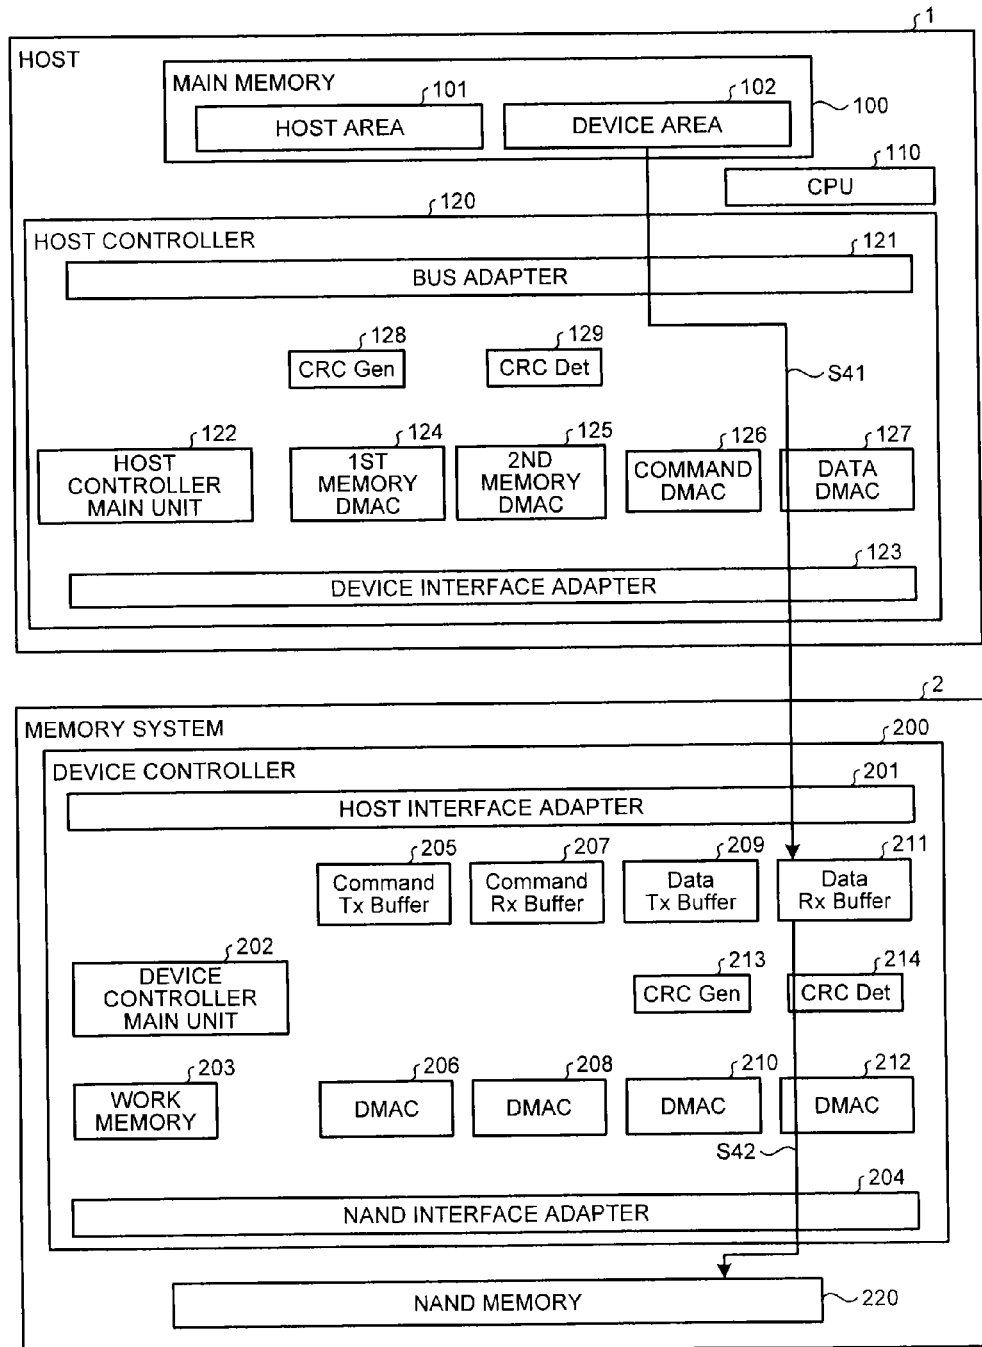 1
HOST
MAIN MEMORY
101
102
100
HOST AREA
DEVICE AREA
110
CPU
120
HOST CONTROLLER
121
BUS ADAPTER
128
129
CRC Gen
CRC Det
S41
122
124
125
126
127
HOST
CONTROLLER
MAIN UNIT
1ST
MEMORY
DMAC
2ND
MEMORY
DMAC
COMMAND
DMAC
DATA
DMAC
123
DEVICE INTERFACE ADAPTER
2
MEMORY SYSTEM
200
DEVICE CONTROLLER
201
HOST INTERFACE ADAPTER
205
207
209
211
Command
Tx Buffer
Command
Rx Buffer
Data
Tx Buffer
Data
Rx Buffer
202
213
214
DEVICE
CONTROLLER
MAIN UNIT
CRC Gen
CRC Det
203
206
208
210
212
WORK
MEMORY
DMAC
DMAC
DMAC
DMAC
S42
204
NAND INTERFACE ADAPTER
NAND MEMORY
220